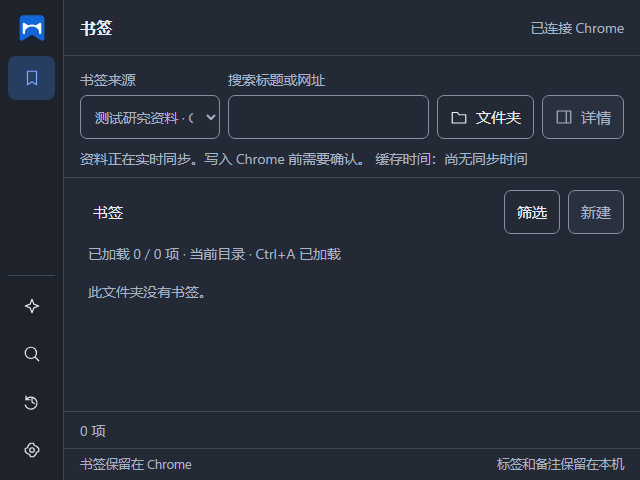 书签
已连接 Chrome
书签来源
搜索标题或网址
测试研究资料 · C
文件夹
详情
资料正在实时同步。写入 Chrome 前需要确认。 缓存时间：尚无同步时间
书签
筛选
新建
已加载 0 / 0 项 · 当前目录 · Ctrl+A 已加载
此文件夹没有书签。
0 项
书签保留在 Chrome
标签和备注保留在本机